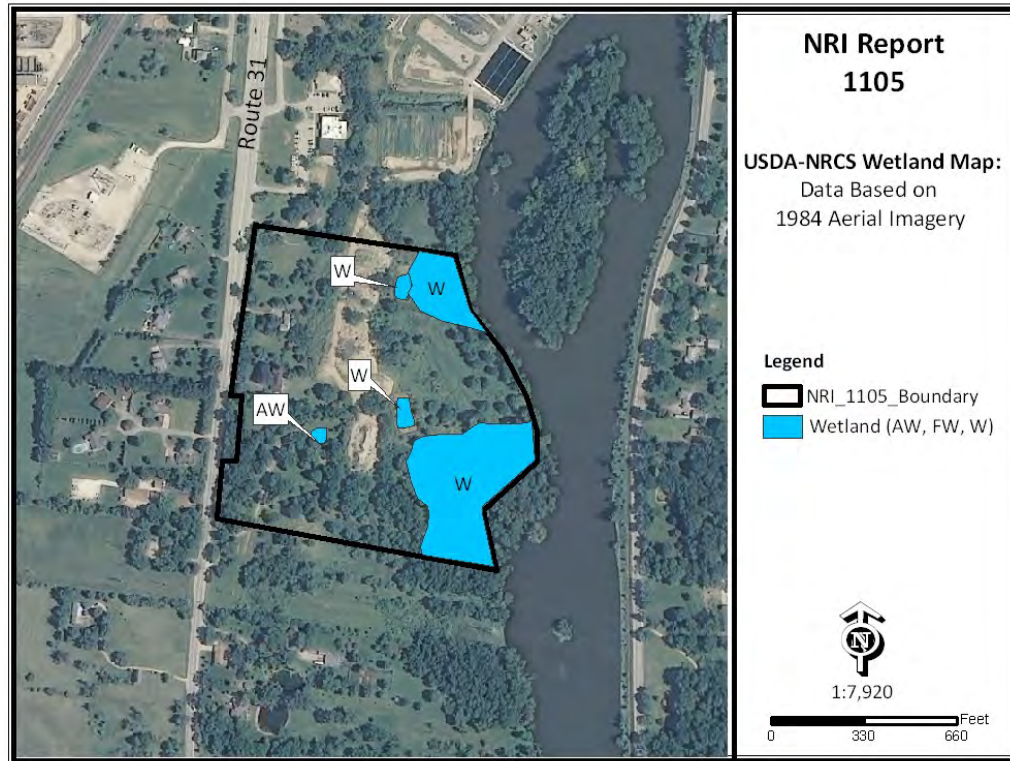 Route 31
W
W
W
AW
W
NRI Report
1105
USDA-NRCS Wetland Map:
Data Based on
1984 Aerial Imagery
Legend
NRI_1105_Boundary
Wetland (AW, FW, W)
N
1:7,920
Feet
0 330 660